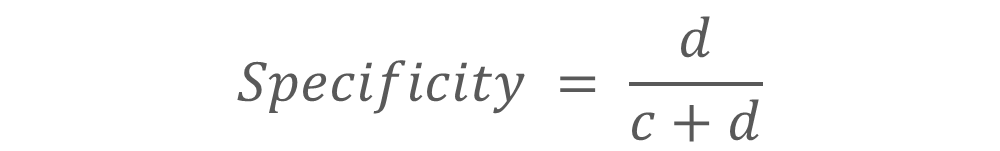 Specificity = d / c + d